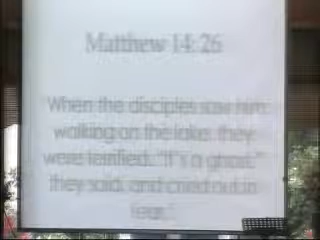 Matthew 14:26
"When the disciples saw him
walking on the lake, they
were terrified. "It's a ghost,"
they said, and cried out in
fear."